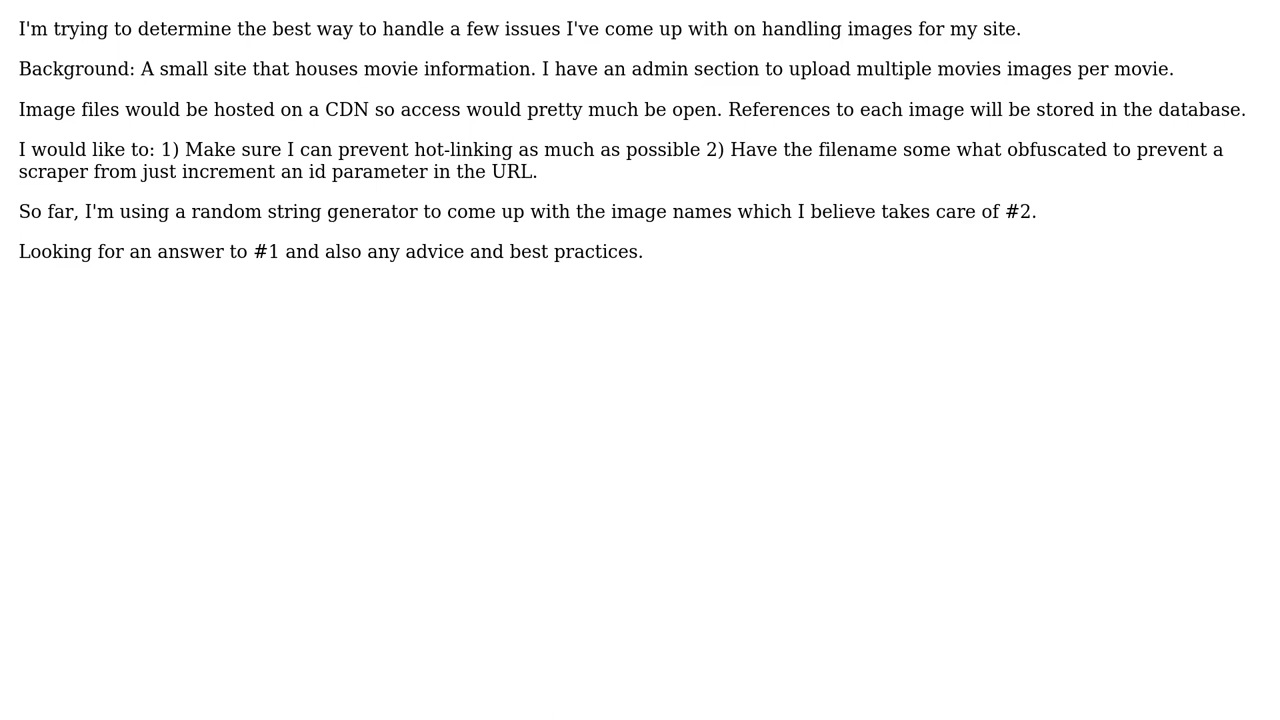 I'm trying to determine the best way to handle a few issues I've come up with on handling images for my site.
Background: A small site that houses movie information. I have an admin section to upload multiple movies images per movie.
Image files would be hosted on a CDN so access would pretty much be open. References to each image will be stored in the database.
I would like to: 1) Make sure I can prevent hot-linking as much as possible 2) Have the filename some what obfuscated to prevent a
scraper from just increment an id parameter in the URL.
So far, I'm using a random string generator to come up with the image names which I believe takes care of #2.
Looking for an answer to #1 and also any advice and best practices.